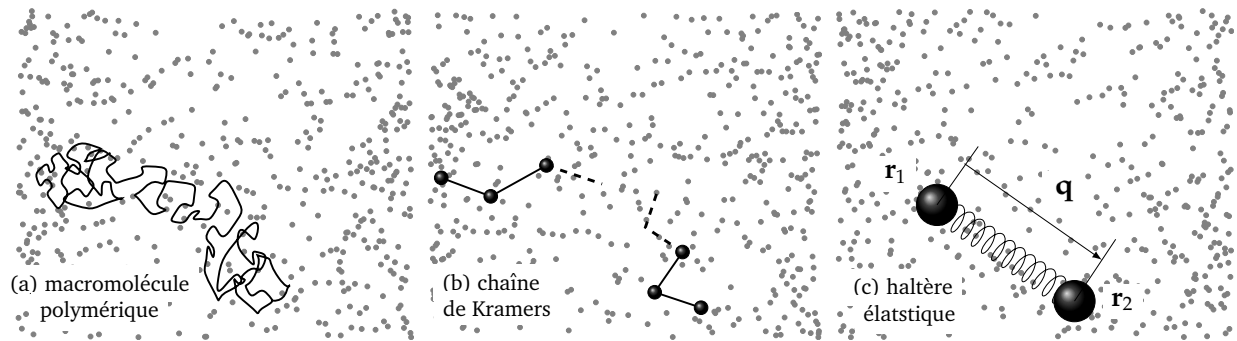 (a) macromolécule
polymérique
(b) chaîne
de Kramers
r₁
q
r₂
(c) haltère
élatstique